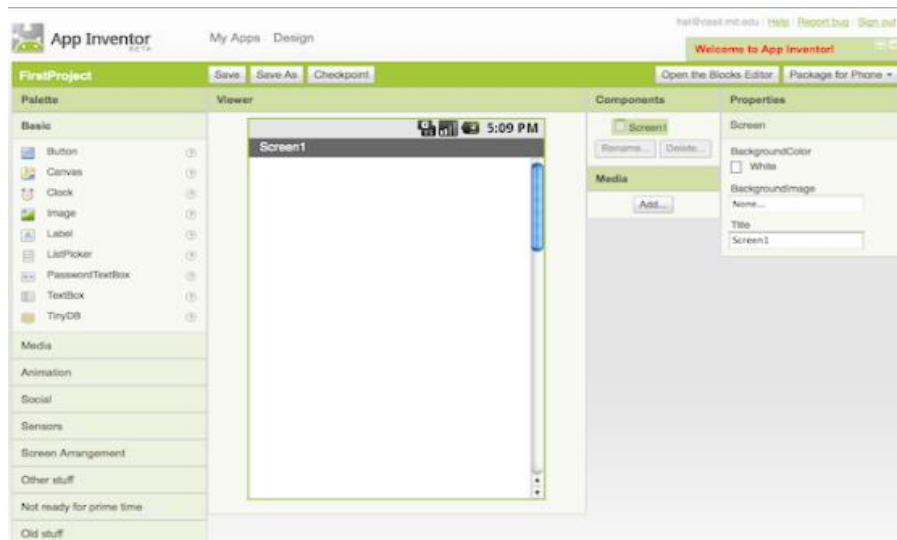 App Inventor
BETA
My Apps Design
Help | Report bug | Sign out
Welcome to App Inventor!
FirstProject
Save Save As Checkpoint
Open the Blocks Editor Package for Phone
Palette
Basic
Button
Canvas
Clock
Image
Label
ListPicker
PasswordTextBox
TextBox
TinyDB
Media
Animation
Social
Sensors
Screen Arrangement
Other stuff
Not ready for prime time
Old stuff
Viewer
5:09 PM
Screen1
Components
Screen1
Rename... Delete...
Media
Add...
Properties
Screen
BackgroundColor
White
BackgroundImage
None...
Title
Screen1